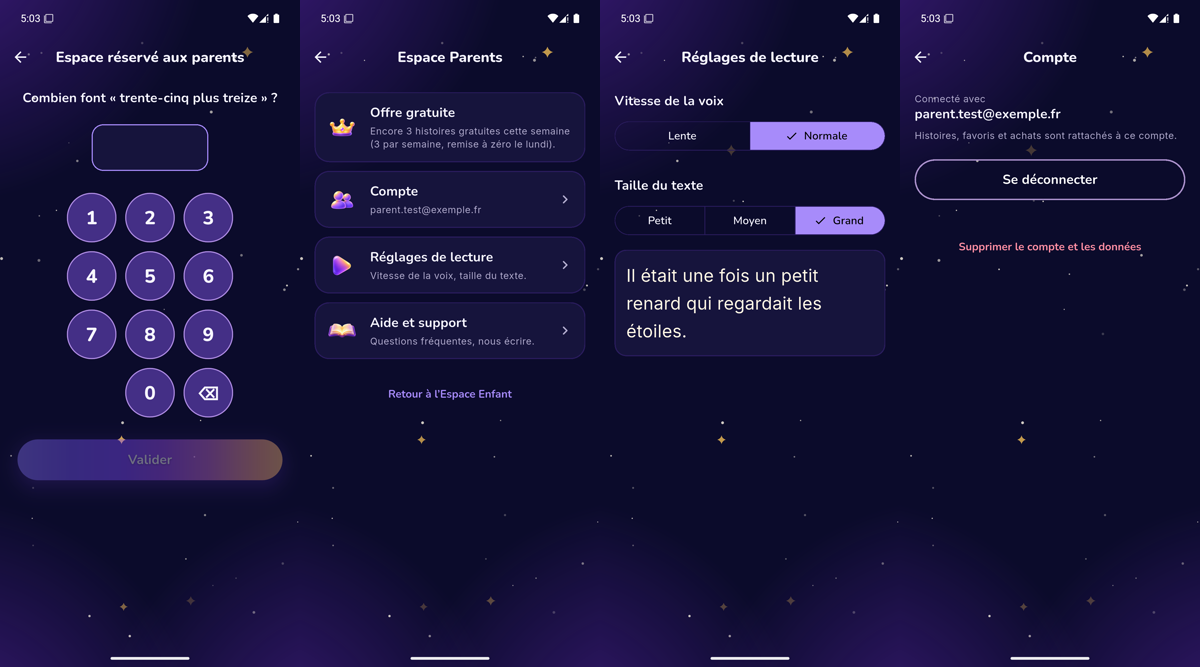 5:03
Espace réservé aux parents
Combien font « trente-cinq plus treize » ?
1 2 3
4 5 6
7 8 9
0
Valider
5:03
Espace Parents
Offre gratuite
Encore 3 histoires gratuites cette semaine
(3 par semaine, remise à zéro le lundi).
Compte
parent.test@exemple.fr
Réglages de lecture
Vitesse de la voix, taille du texte.
Aide et support
Questions fréquentes, nous écrire.
Retour à l'Espace Enfant
5:03
Réglages de lecture
Vitesse de la voix
Lente Normale
Taille du texte
Petit Moyen Grand
Il était une fois un petit
renard qui regardait les
étoiles.
5:03
Compte
Connecté avec
parent.test@exemple.fr
Histoires, favoris et achats sont rattachés à ce compte.
Se déconnecter
Supprimer le compte et les données